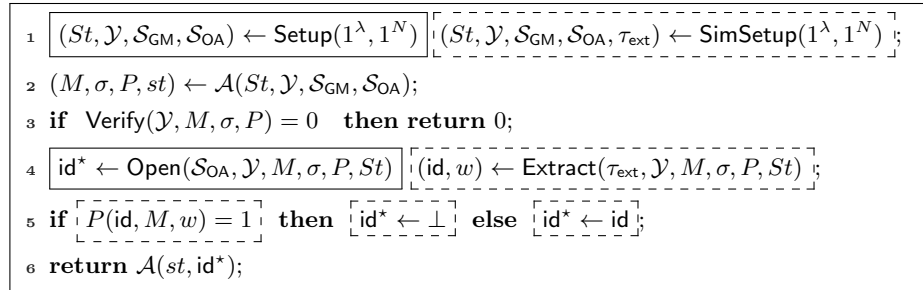 1 (St, 𝒴, 𝒮_GM, 𝒮_OA) ← Setup(1^λ, 1^N) (St, 𝒴, 𝒮_GM, 𝒮_OA, τ_ext) ← SimSetup(1^λ, 1^N);
2 (M, σ, P, st) ← 𝒜(St, 𝒴, 𝒮_GM, 𝒮_OA);
3 if Verify(𝒴, M, σ, P) = 0 then return 0;
4 id⋆ ← Open(𝒮_OA, 𝒴, M, σ, P, St) (id, w) ← Extract(τ_ext, 𝒴, M, σ, P, St);
5 if P(id, M, w) = 1 then id⋆ ← ⊥ else id⋆ ← id;
6 return 𝒜(st, id⋆);